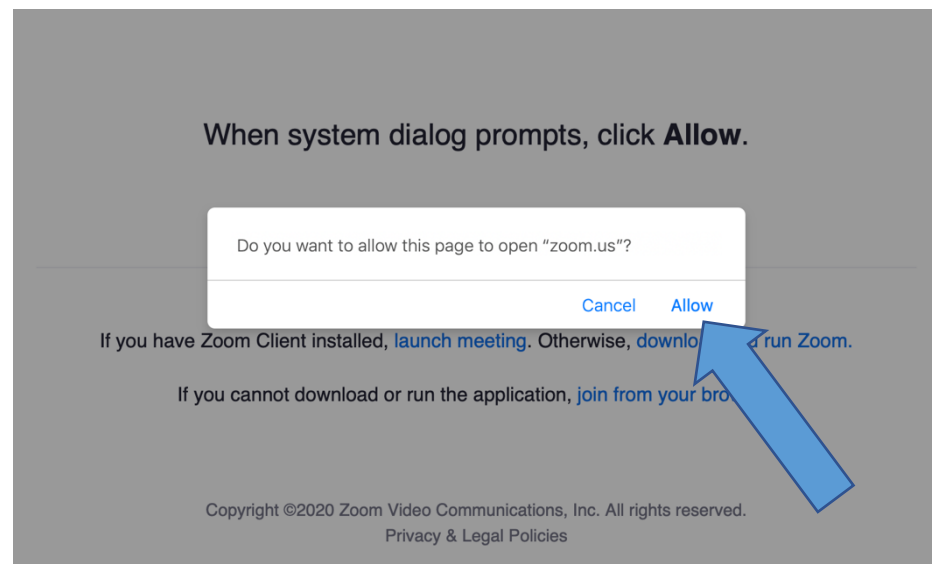 When system dialog prompts, click Allow.
Do you want to allow this page to open “zoom.us”?
Cancel Allow
If you have Zoom Client installed, launch meeting. Otherwise, run Zoom.
If you cannot download or run the application, join from your
Copyright ©2020 Zoom Video Communications, Inc. All rights reserved.
Privacy & Legal Policies